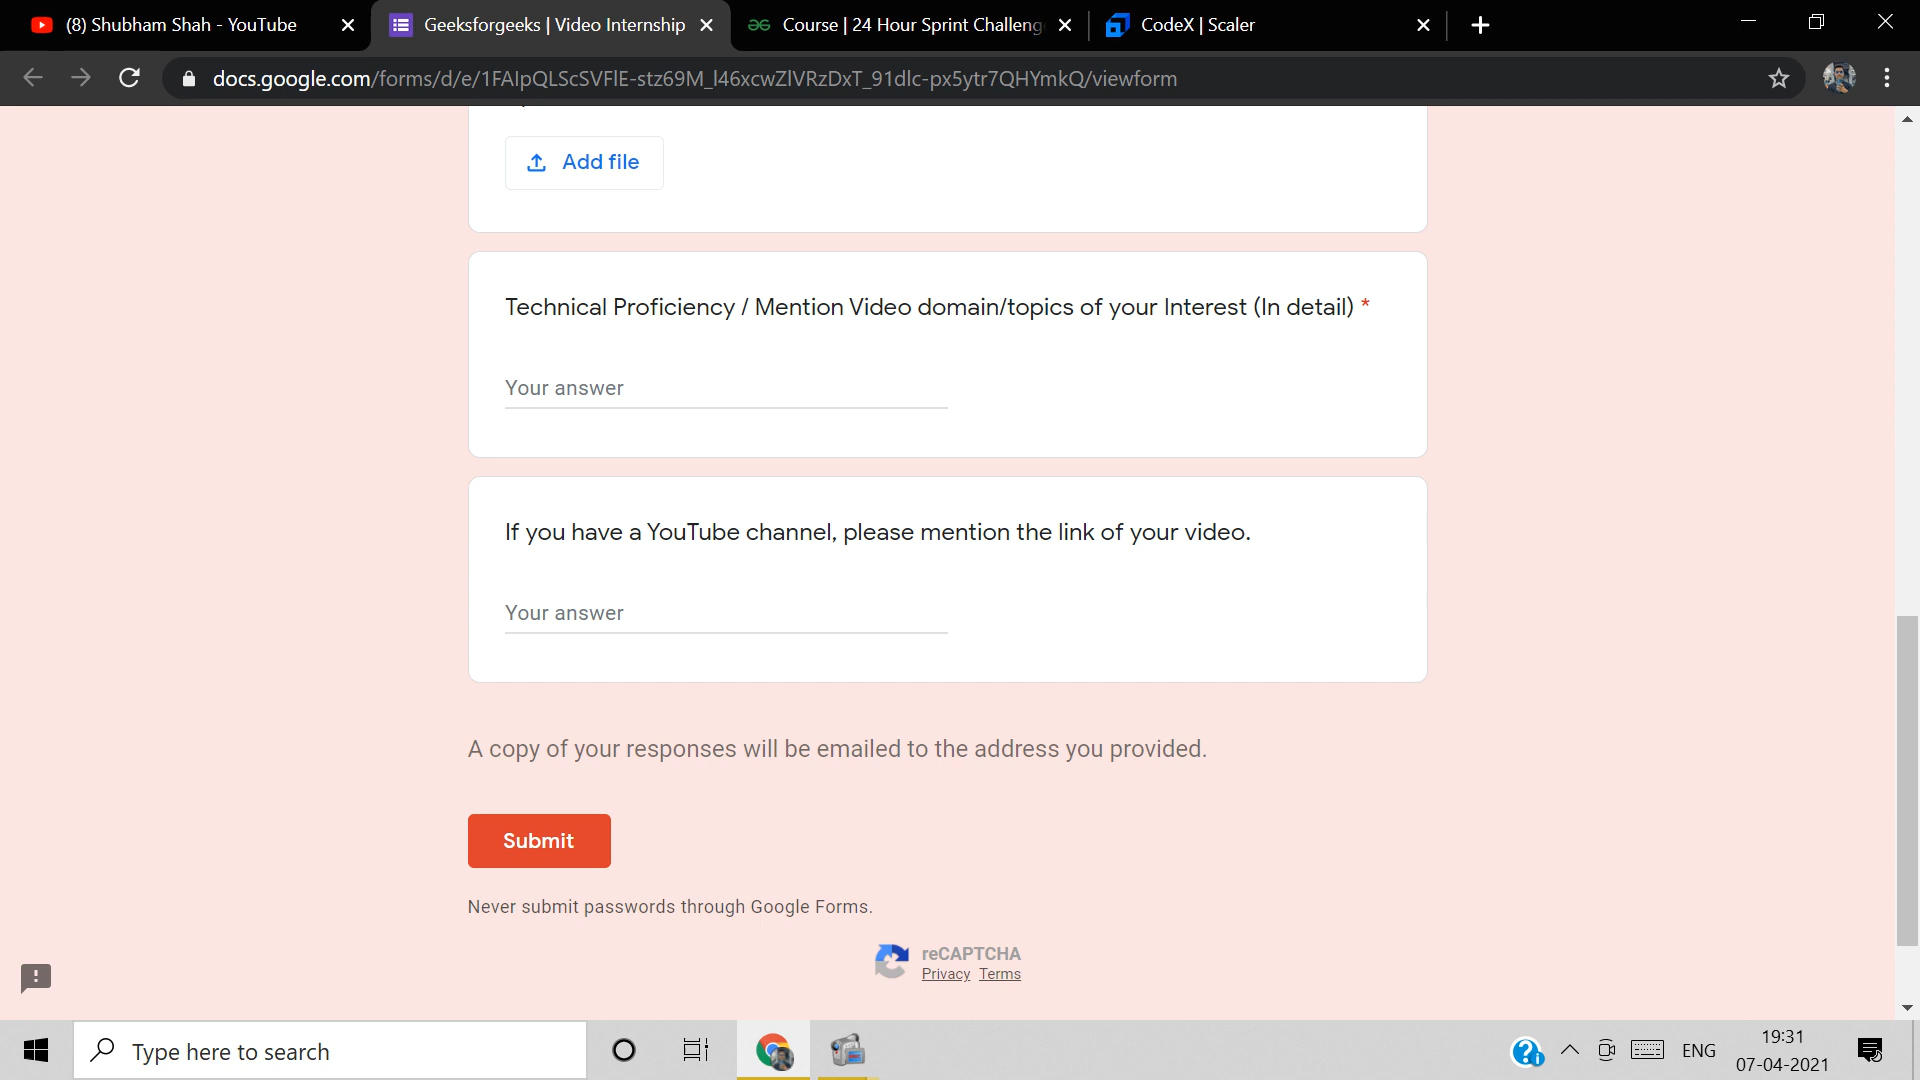 (8) Shubham Shah - YouTube
Geeksforgeeks | Video Internship
Course | 24 Hour Sprint Challeng
CodeX | Scaler
docs.google.com/forms/d/e/1FAIpQLScSVFlE-stz69M_l46xcwZlVRzDxT_91dlc-px5ytr7QHYmkQ/viewform
Add file
Technical Proficiency / Mention Video domain/topics of your Interest (In detail) *
Your answer
If you have a YouTube channel, please mention the link of your video.
Your answer
A copy of your responses will be emailed to the address you provided.
Submit
Never submit passwords through Google Forms.
reCAPTCHA
Privacy Terms
Type here to search
ENG
19:31
07-04-2021